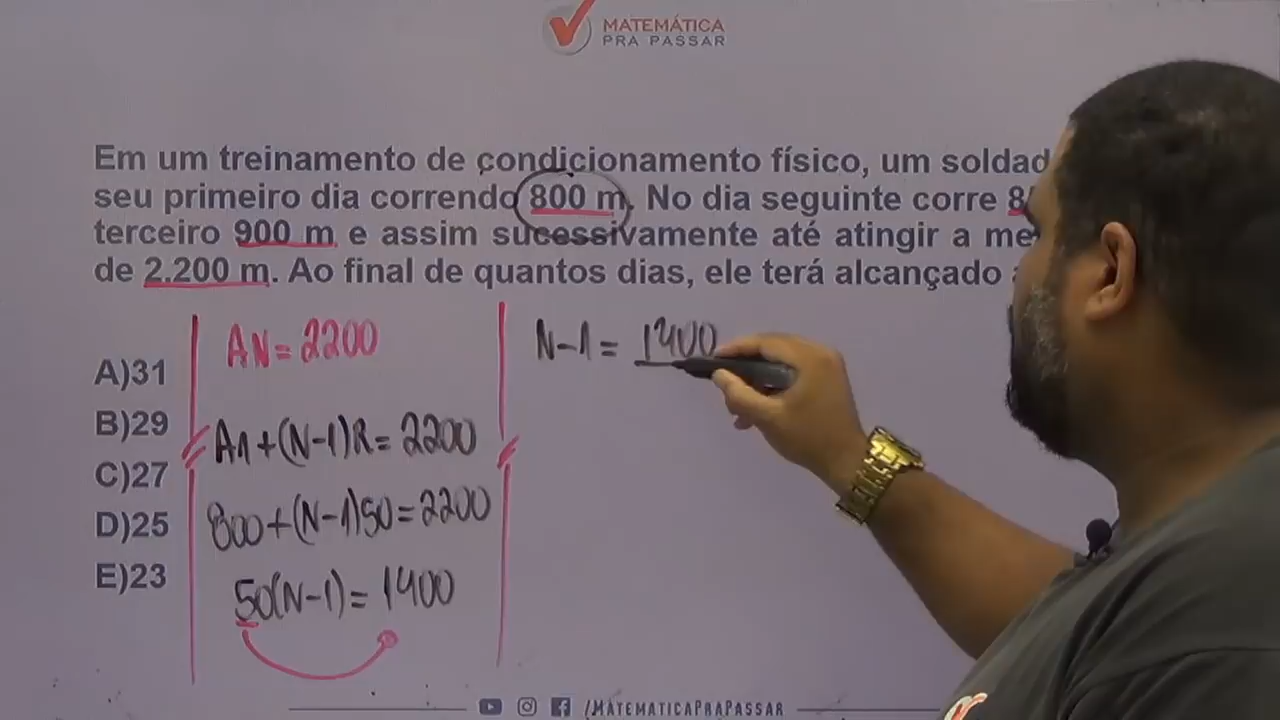 MATEMÁTICA
PRA PASSAR
Em um treinamento de condicionamento físico, um
seu primeiro dia correndo 800 m. No dia seguinte corre
terceiro 900 m e assim sucessivamente até atingir a
de 2.200 m. Ao final de quantos dias, ele terá alcançado
A)31
B)29
C)27
D)25
E)23
AN = 2200
A1 + (N-1)R = 2200
800 + (N-1)50 = 2200
50(N-1) = 1400
N-1 = 1400
/MATEMATICAPRAPASSAR